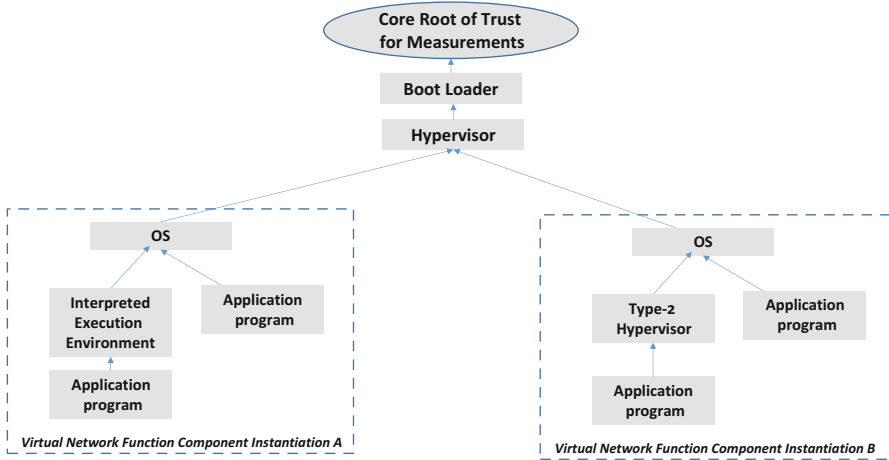 Core Root of Trust
for Measurements
Boot Loader
Hypervisor
OS
Interpreted
Execution
Environment
Application
program
Application
program
Virtual Network Function Component Instantiation A
OS
Type-2
Hypervisor
Application
program
Application
program
Virtual Network Function Component Instantiation B